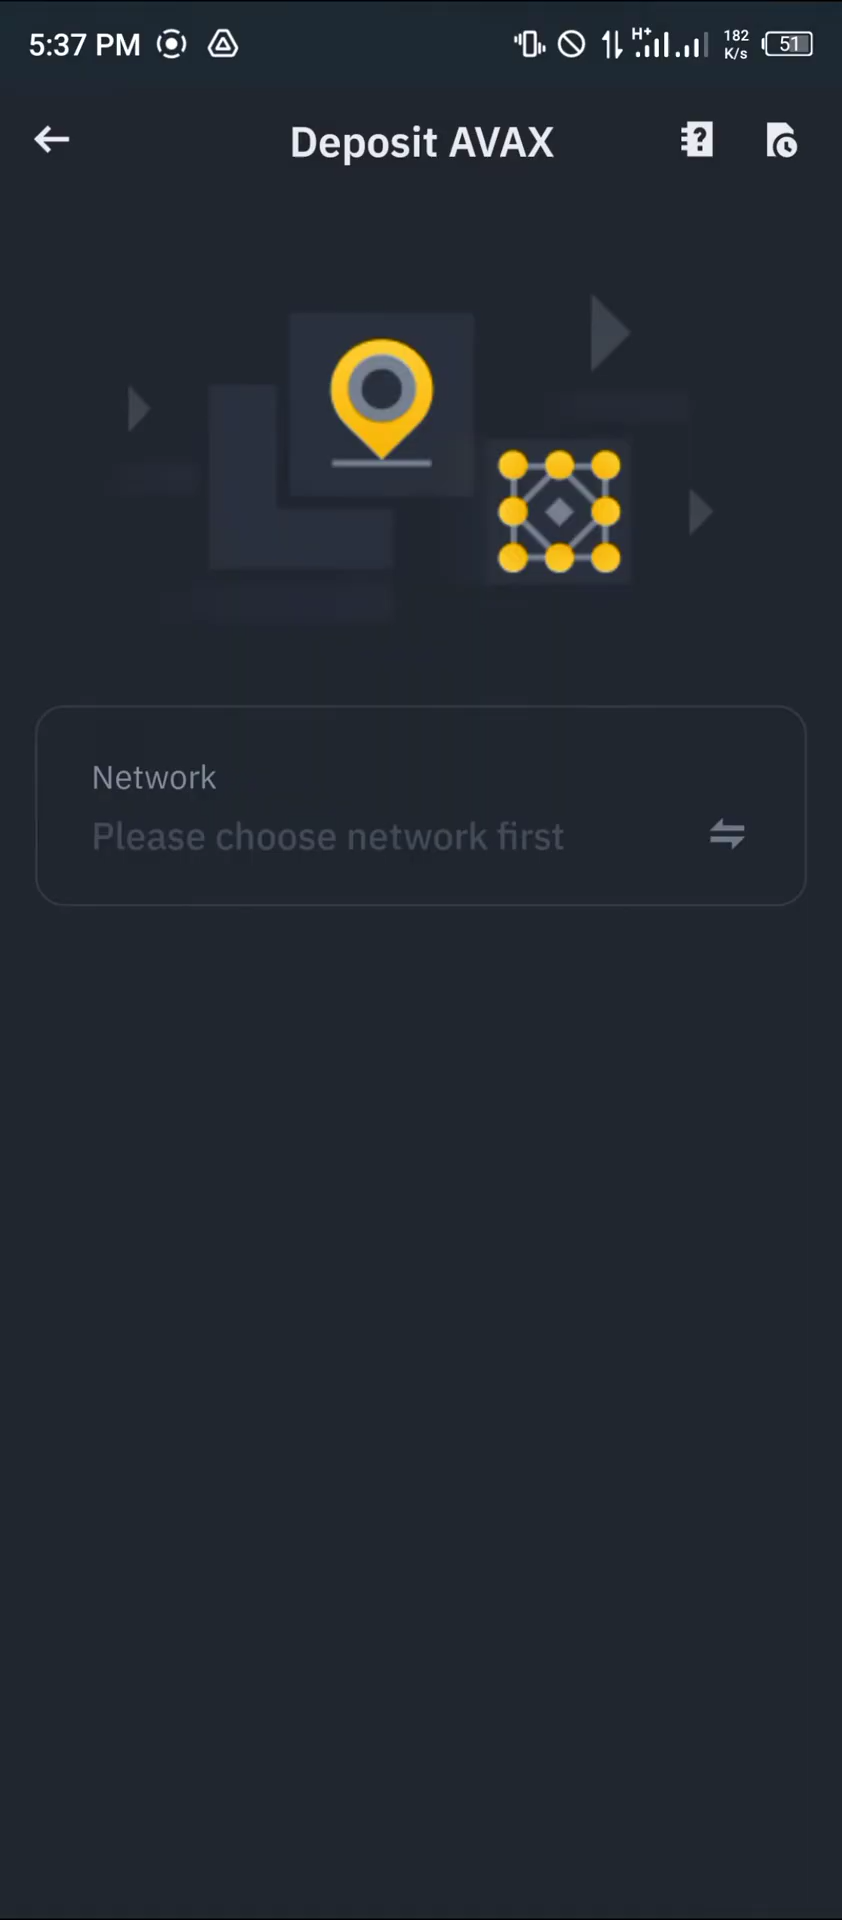 5:37 PM
H+
182
K/s
51
Deposit AVAX
Network
Please choose network first